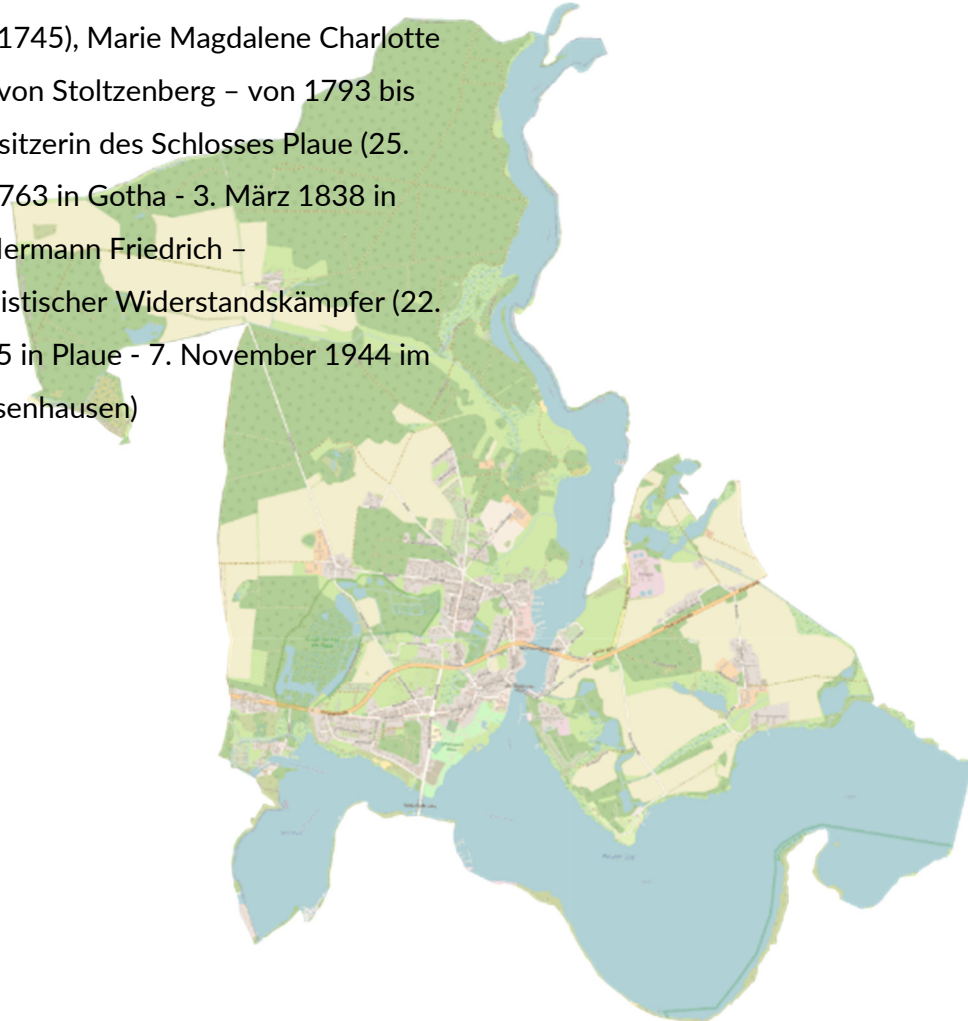 1745), Marie Magdalene Charlotte
von Stoltzenberg – von 1793 bis
sitzerin des Schlosses Plaue (25.
763 in Gotha - 3. März 1838 in
Hermann Friedrich –
istischer Widerstandskämpfer (22.
5 in Plaue - 7. November 1944 im
senhausen)